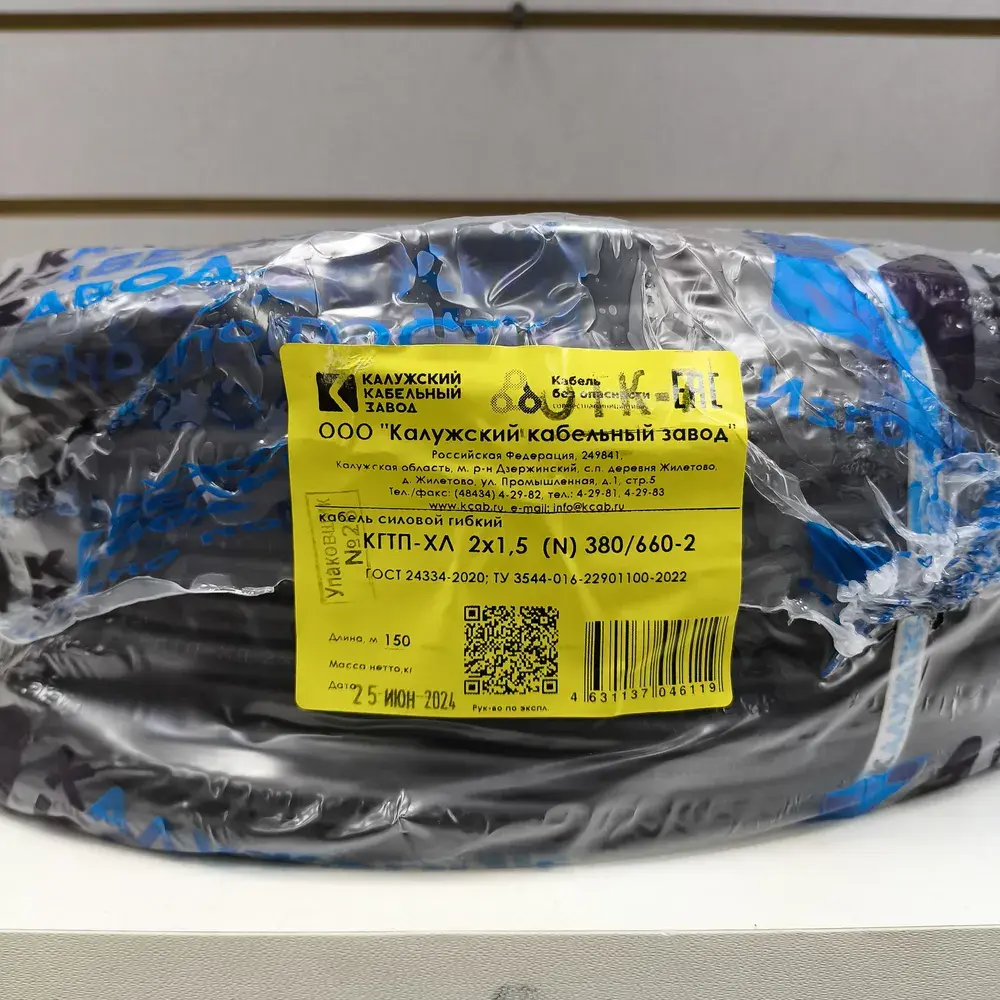 КАЛУЖСКИЙ
КАБЕЛЬНЫЙ
ЗАВОД
Кабель
без опасности
EAC
ООО "Калужский кабельный завод"
Российская Федерация, 249841,
Калужская область, м. р-н Дзержинский, с.п. деревня Жилетово,
д. Жилетово, ул. Промышленная, д.1, стр.5
Тел./факс: (48434) 4-29-82, тел.: 4-29-81, 4-29-83
www.kcab.ru e-mail: info@kcab.ru
кабель силовой гибкий
КГТП-ХЛ 2х1,5 (N) 380/660-2
ГОСТ 24334-2020; ТУ 3544-016-22901100-2022
Упаковщик
№25
Длина, м 150
Масса нетто, кг
Дата 25 ИЮН 2024
Рук-во по экспл.
4 631137 046119
ЗАВОД